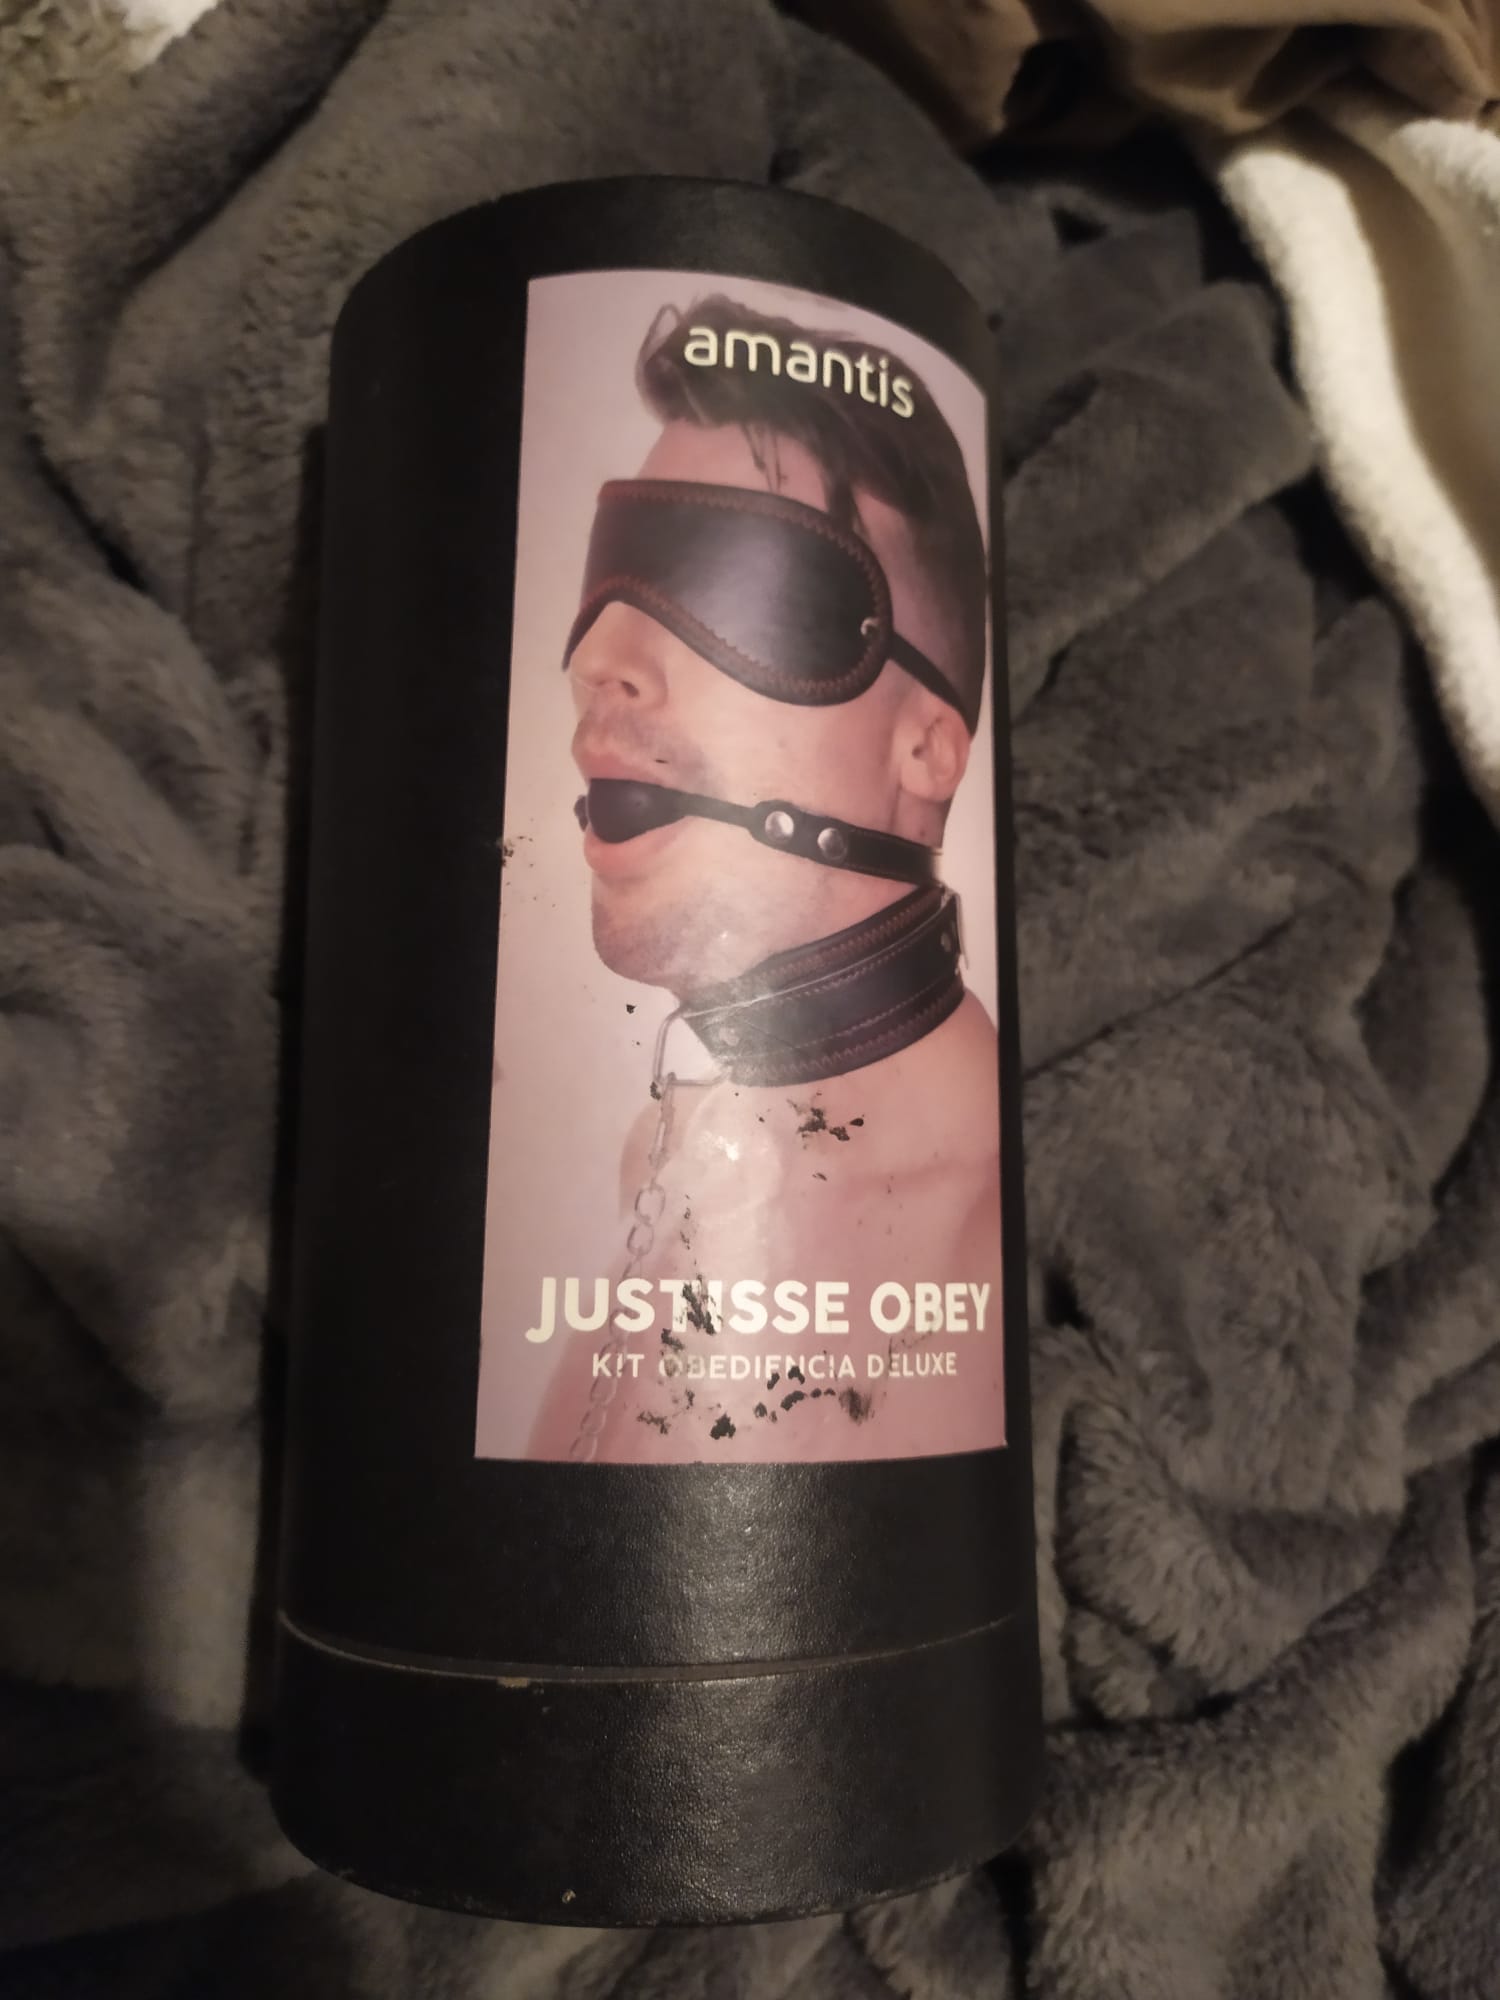 amantis
JUSTISSE OBEY
KIT OBEDIENCIA DELUXE